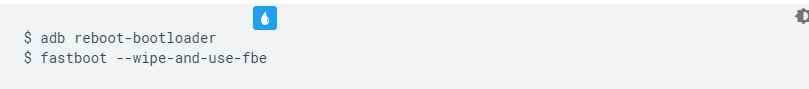 $ adb reboot-bootloader
$ fastboot --wipe-and-use-fbe